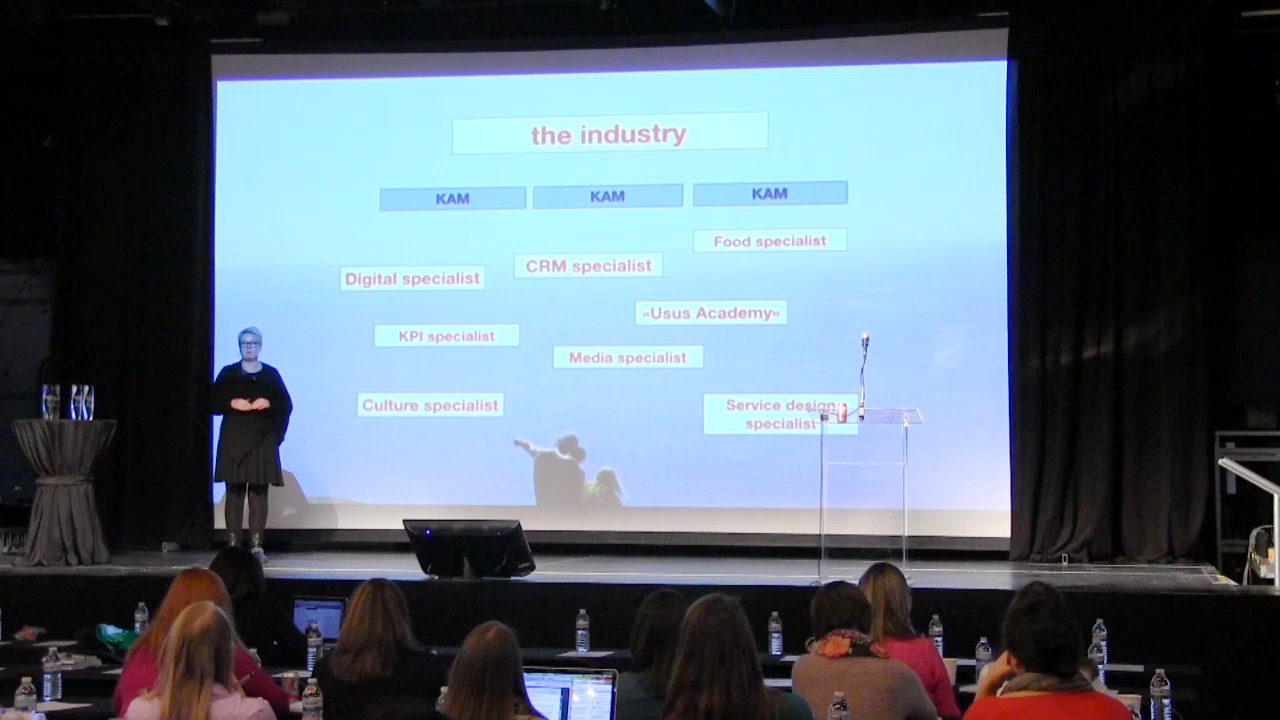 the industry
KAM KAM KAM
Food specialist
CRM specialist
Digital specialist
«Usus Academy»
KPI specialist
Media specialist
Culture specialist
Service design
specialist